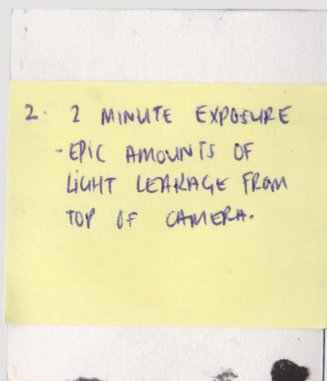 2. 2 MINUTE EXPOSURE
- EPIC AMOUNTS OF
LIGHT LEAKAGE FROM
TOP OF CAMERA.